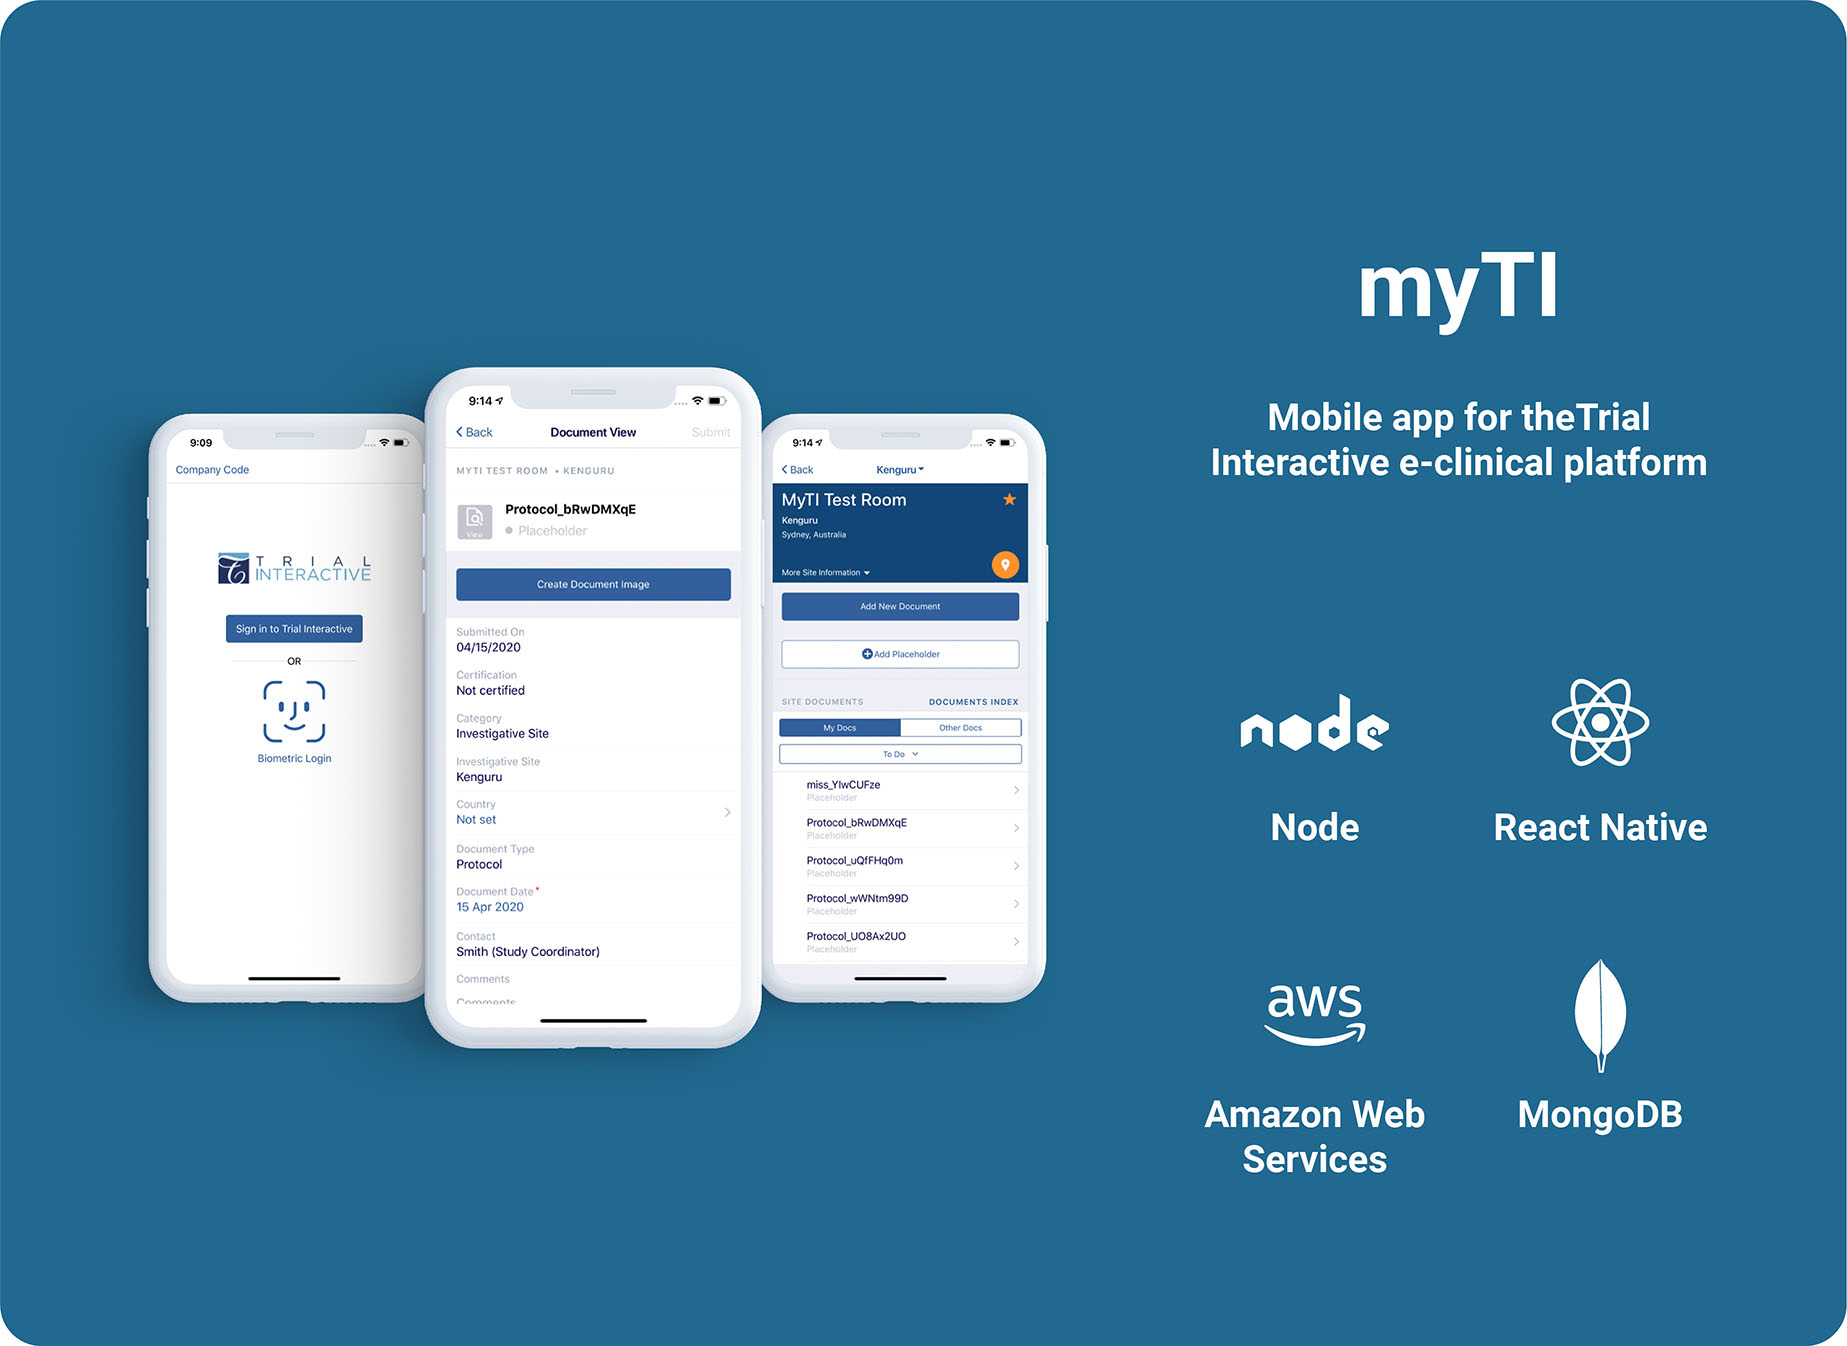 9:09
Company Code
TRIAL
INTERACTIVE
Sign in to Trial Interactive
OR
Biometric Login
9:14
Back
Document View
Submit
MYTI TEST ROOM • KENGURU
View
Protocol_bRwDMXqE
Placeholder
Create Document Image
Submitted On
04/15/2020
Certification
Not certified
Category
Investigative Site
Investigative Site
Kenguru
Country
Not set
Document Type
Protocol
Document Date*
15 Apr 2020
Contact
Smith (Study Coordinator)
Comments
Comments
9:14
Back
Kenguru
MyTI Test Room
Kenguru
Sydney, Australia
More Site Information
Add New Document
Add Placeholder
SITE DOCUMENTS
DOCUMENTS INDEX
My Docs
Other Docs
To Do
miss_YlwCUFze
Placeholder
Protocol_bRwDMXqE
Placeholder
Protocol_uQfFHq0m
Placeholder
Protocol_wWNtm99D
Placeholder
Protocol_UO8Ax2UO
Placeholder
myTI
Mobile app for theTrial
Interactive e-clinical platform
node
Node
React Native
aws
Amazon Web
Services
MongoDB